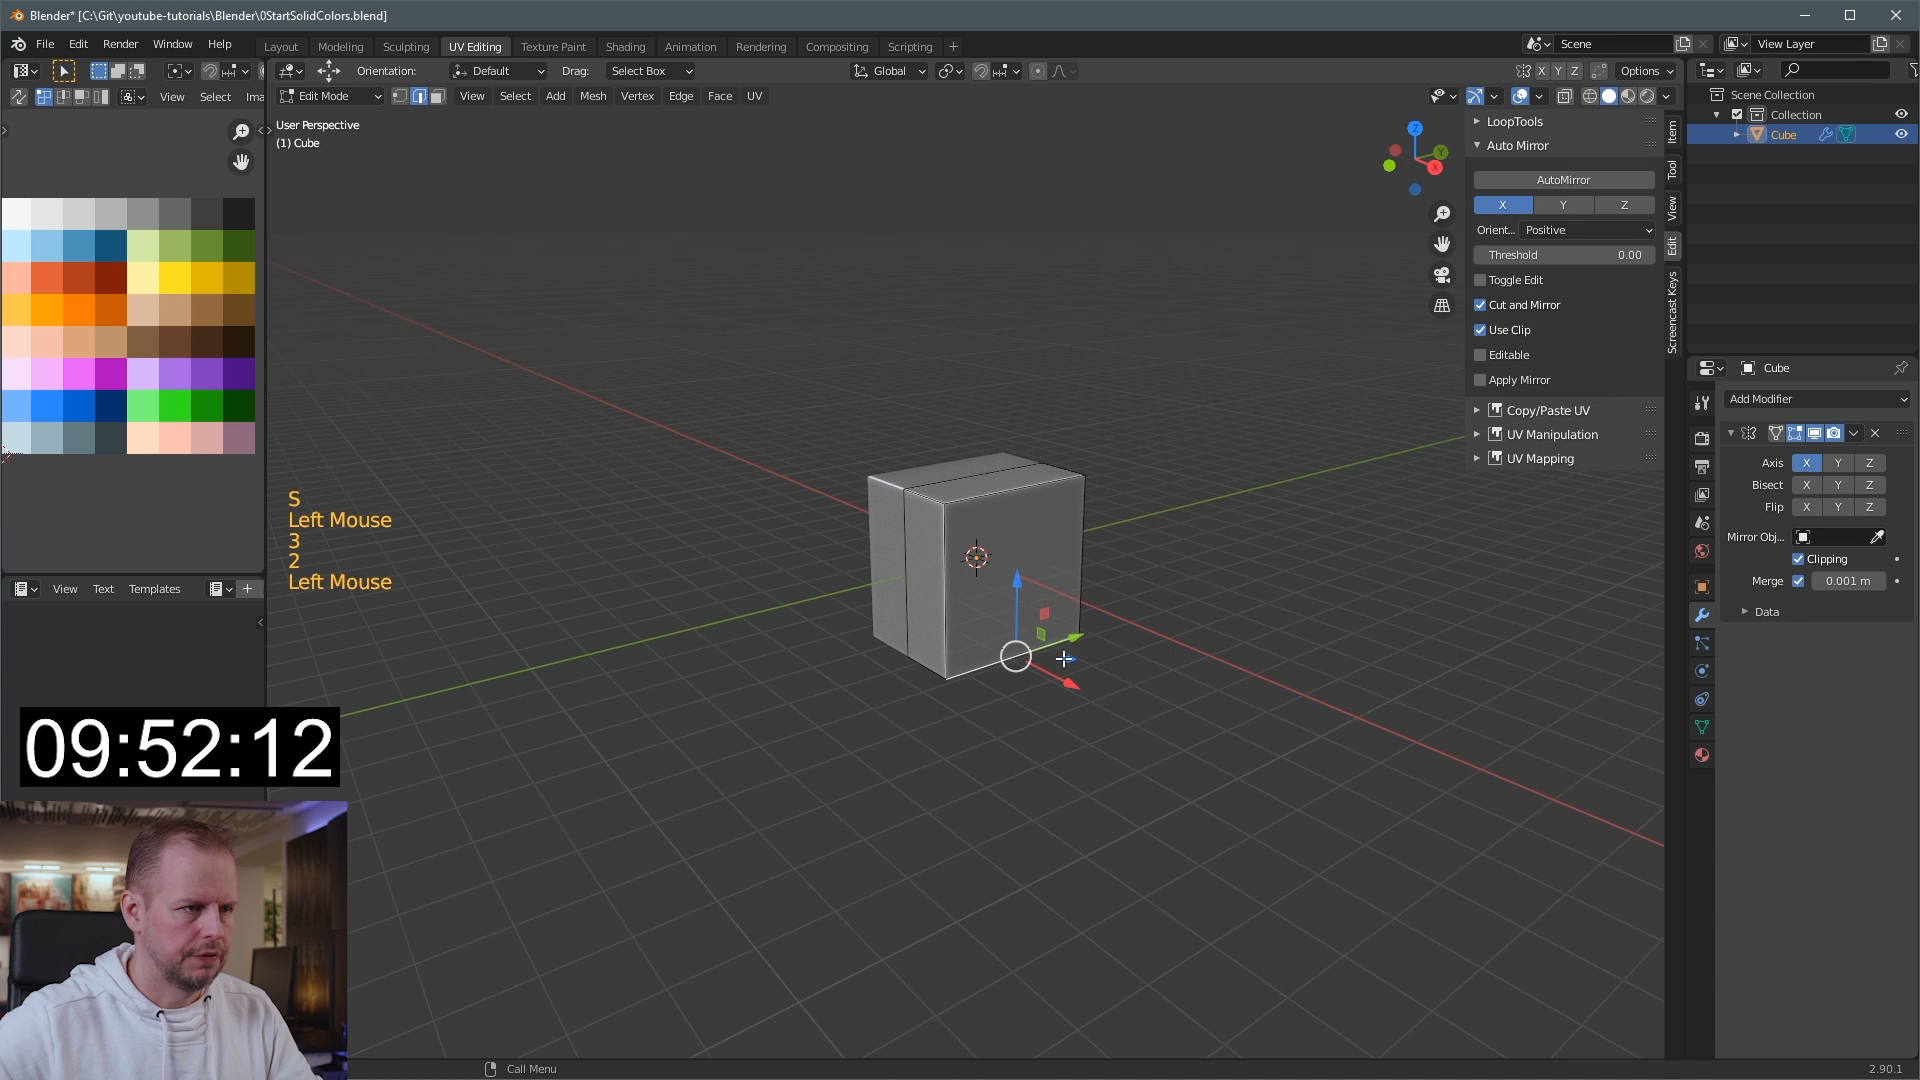 Blender* [C:\Git\youtube-tutorials\Blender\0StartSolidColors.blend]
File Edit Render Window Help
Layout Modeling Sculpting UV Editing Texture Paint Shading Animation Rendering Compositing Scripting
Scene
View Layer
Orientation: Default Drag: Select Box
Global
X Y Z Options
View Select Ima
Edit Mode
View Select Add Mesh Vertex Edge Face UV
User Perspective
(1) Cube
Z
Y
X
LoopTools
Auto Mirror
AutoMirror
X Y Z
Orient... Positive
Threshold 0.00
Toggle Edit
Cut and Mirror
Use Clip
Editable
Apply Mirror
Copy/Paste UV
UV Manipulation
UV Mapping
Item
Tool
View
Edit
Screencast Keys
Scene Collection
Collection
Cube
Cube
Add Modifier
Axis X Y Z
Bisect X Y Z
Flip X Y Z
Mirror Obj...
Clipping
Merge 0.001 m
Data
S
Left Mouse
3
2
Left Mouse
View Text Templates
09:52:12
Call Menu
2.90.1